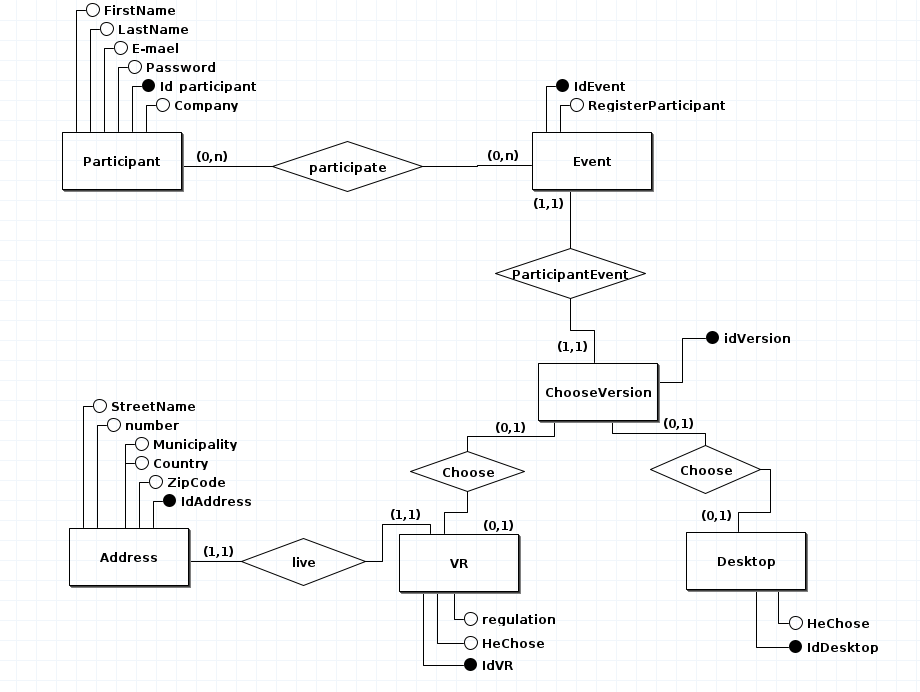 FirstName
LastName
E-mael
Password
Id participant
Company
IdEvent
RegisterParticipant
Participant
(0,n)
participate
(0,n)
Event
(1,1)
ParticipantEvent
(1,1)
idVersion
ChooseVersion
(0,1)
(0,1)
StreetName
number
Municipality
Country
ZipCode
IdAddress
Choose
Choose
(1,1)
(0,1)
(0,1)
Address
(1,1)
live
VR
Desktop
regulation
HeChose
IdVR
HeChose
IdDesktop